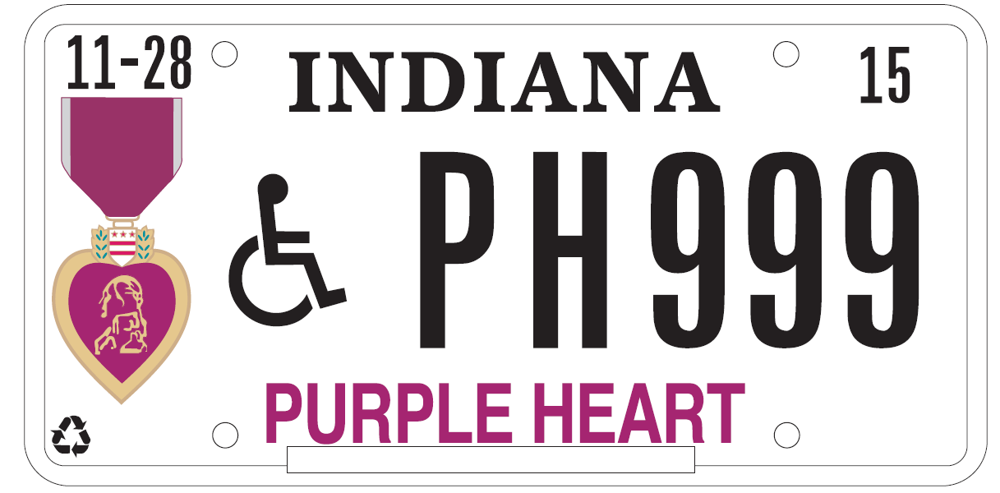 11-28 INDIANA 15
PH999
PURPLE HEART